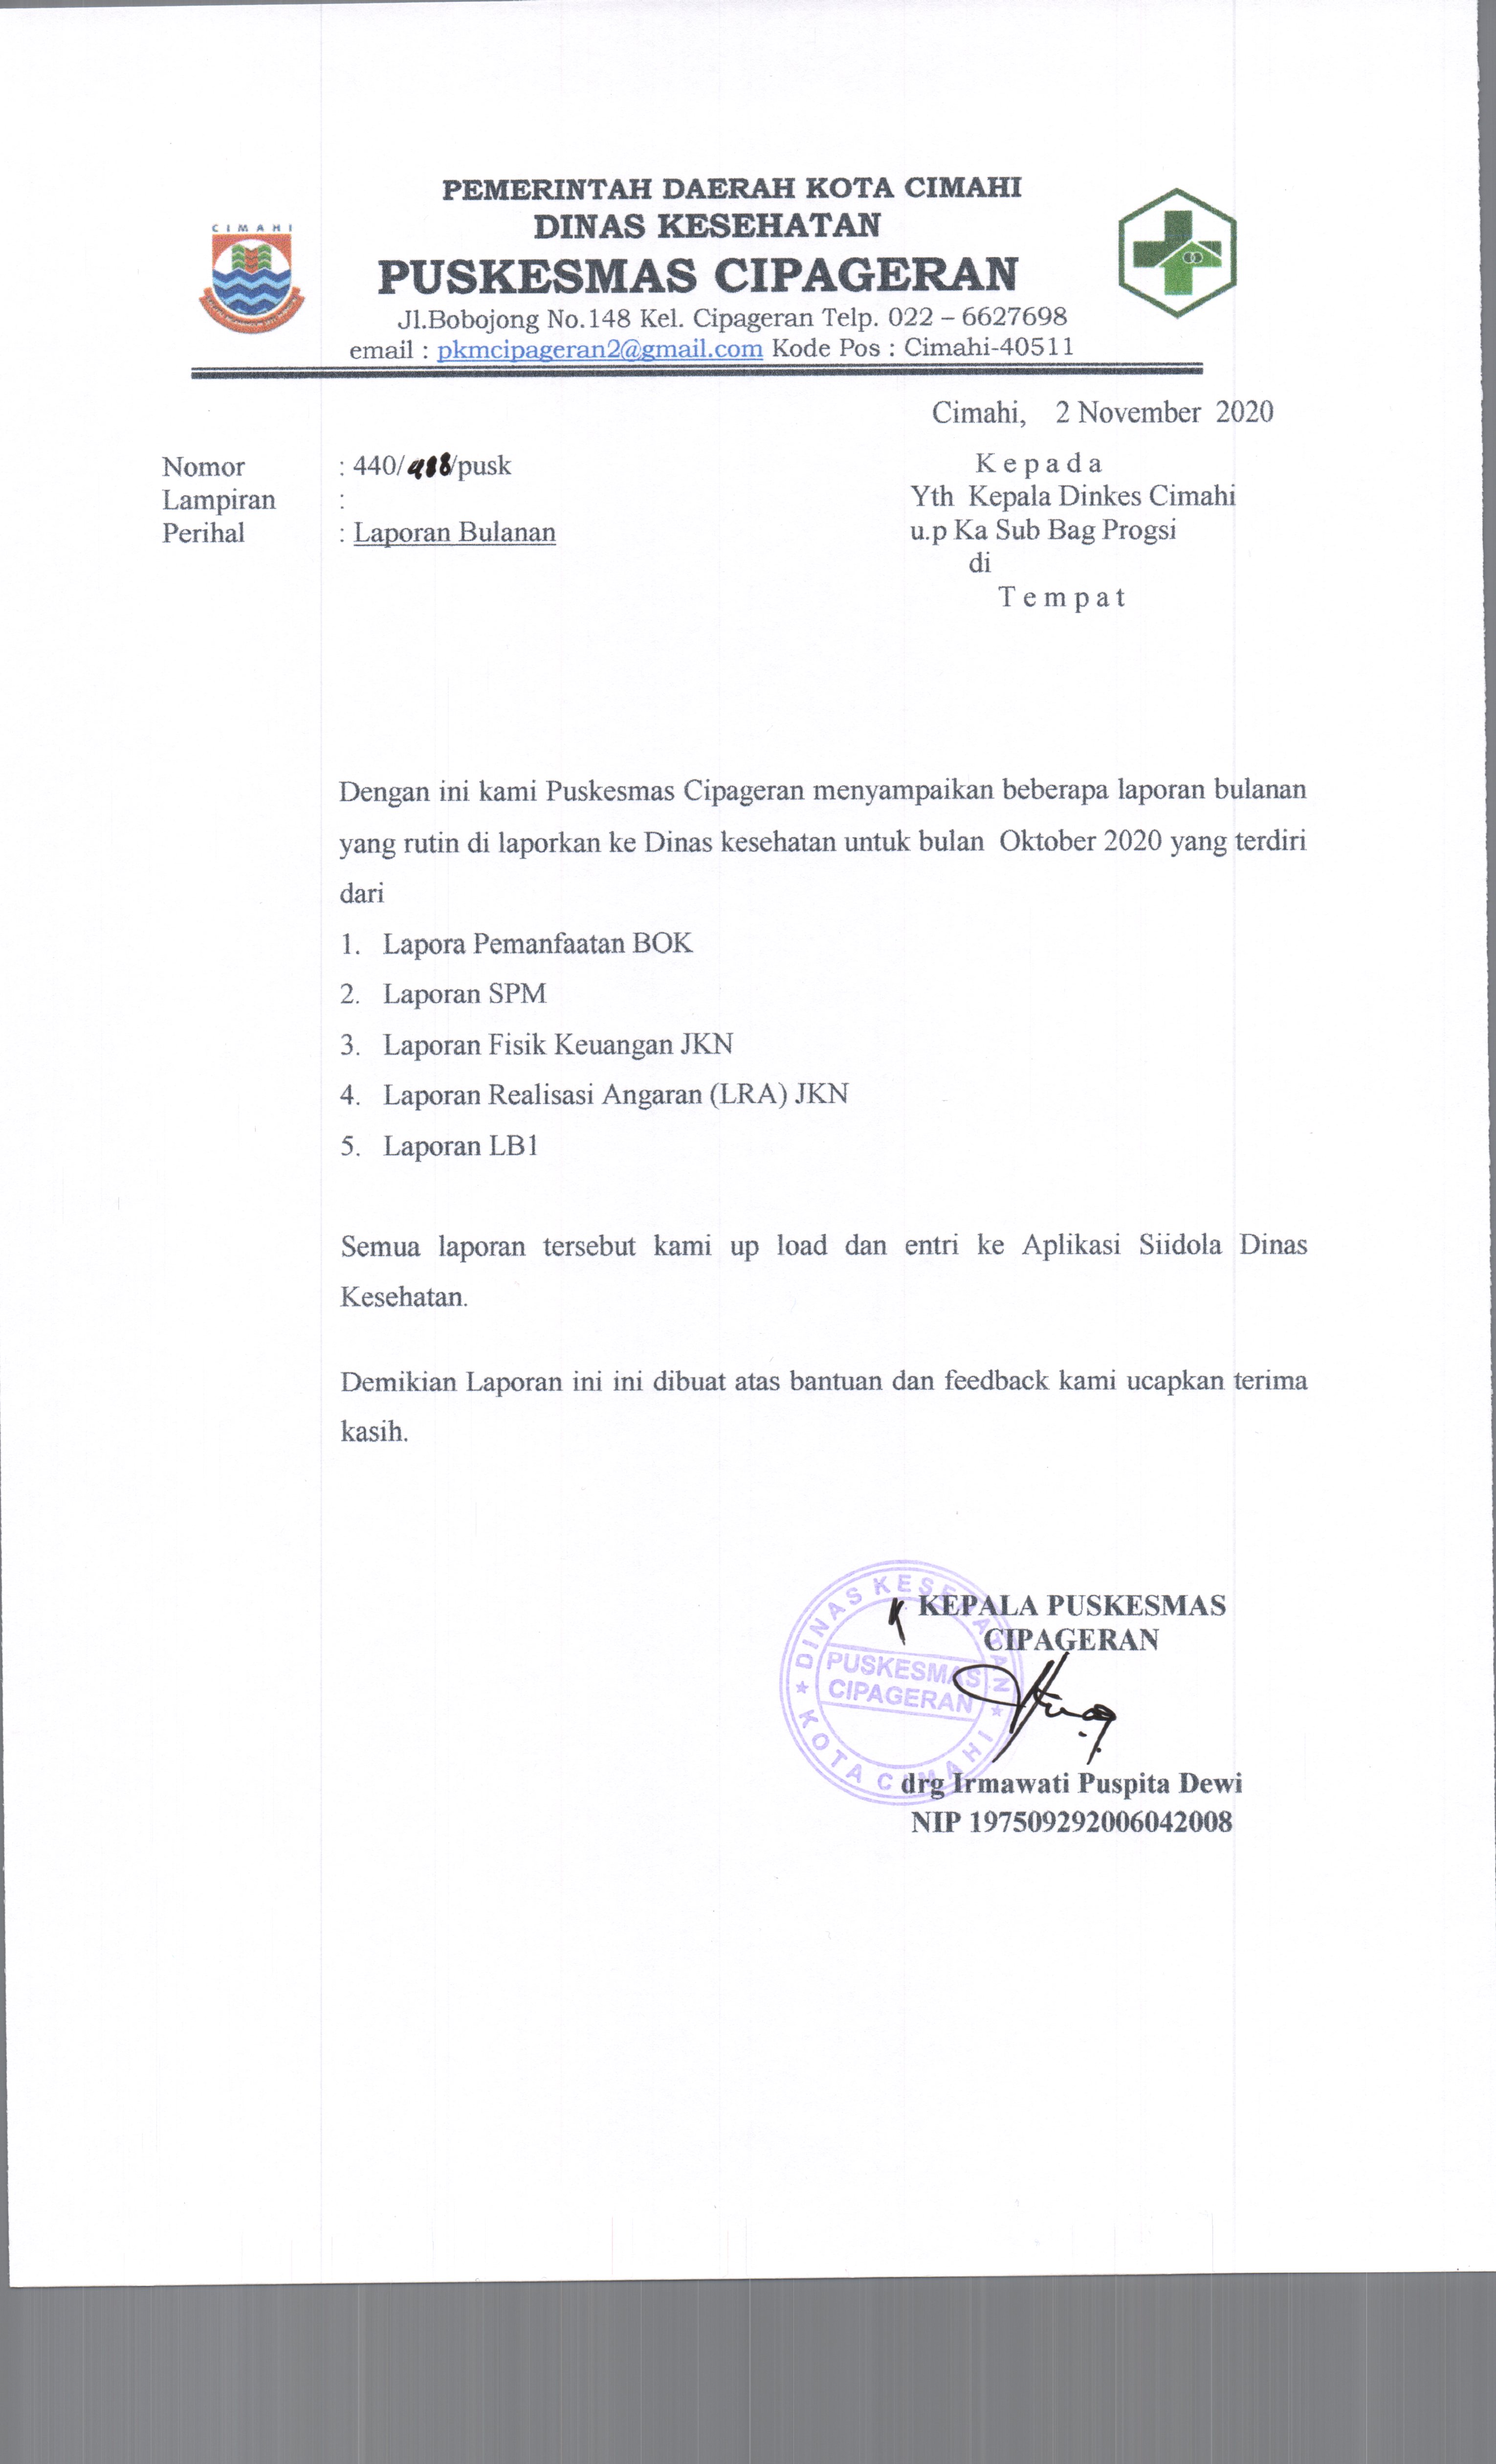 PEMERINTAH DAERAH KOTA CIMAHI
DINAS KESEHATAN
PUSKESMAS CIPAGERAN
Jl.Bobojong No.148 Kel. Cipageran Telp. 022 – 6627698
email : pkmcipageran2@gmail.com Kode Pos : Cimahi-40511
CIMAHI
Cimahi, 2 November 2020
Nomor : 440/488/pusk
Lampiran :
Perihal : Laporan Bulanan
Kepada
Yth Kepala Dinkes Cimahi
u.p Ka Sub Bag Progsi
di
Tempat
Dengan ini kami Puskesmas Cipageran menyampaikan beberapa laporan bulanan
yang rutin di laporkan ke Dinas kesehatan untuk bulan Oktober 2020 yang terdiri
dari
1. Lapora Pemanfaatan BOK
2. Laporan SPM
3. Laporan Fisik Keuangan JKN
4. Laporan Realisasi Angaran (LRA) JKN
5. Laporan LB1
Semua laporan tersebut kami up load dan entri ke Aplikasi Siidola Dinas
Kesehatan.
Demikian Laporan ini ini dibuat atas bantuan dan feedback kami ucapkan terima
kasih.
KEPALA PUSKESMAS
CIPAGERAN
DINAS KESEHATAN
PUSKESMAS
CIPAGERAN
KOTA CIMAHI
drg Irmawati Puspita Dewi
NIP 197509292006042008